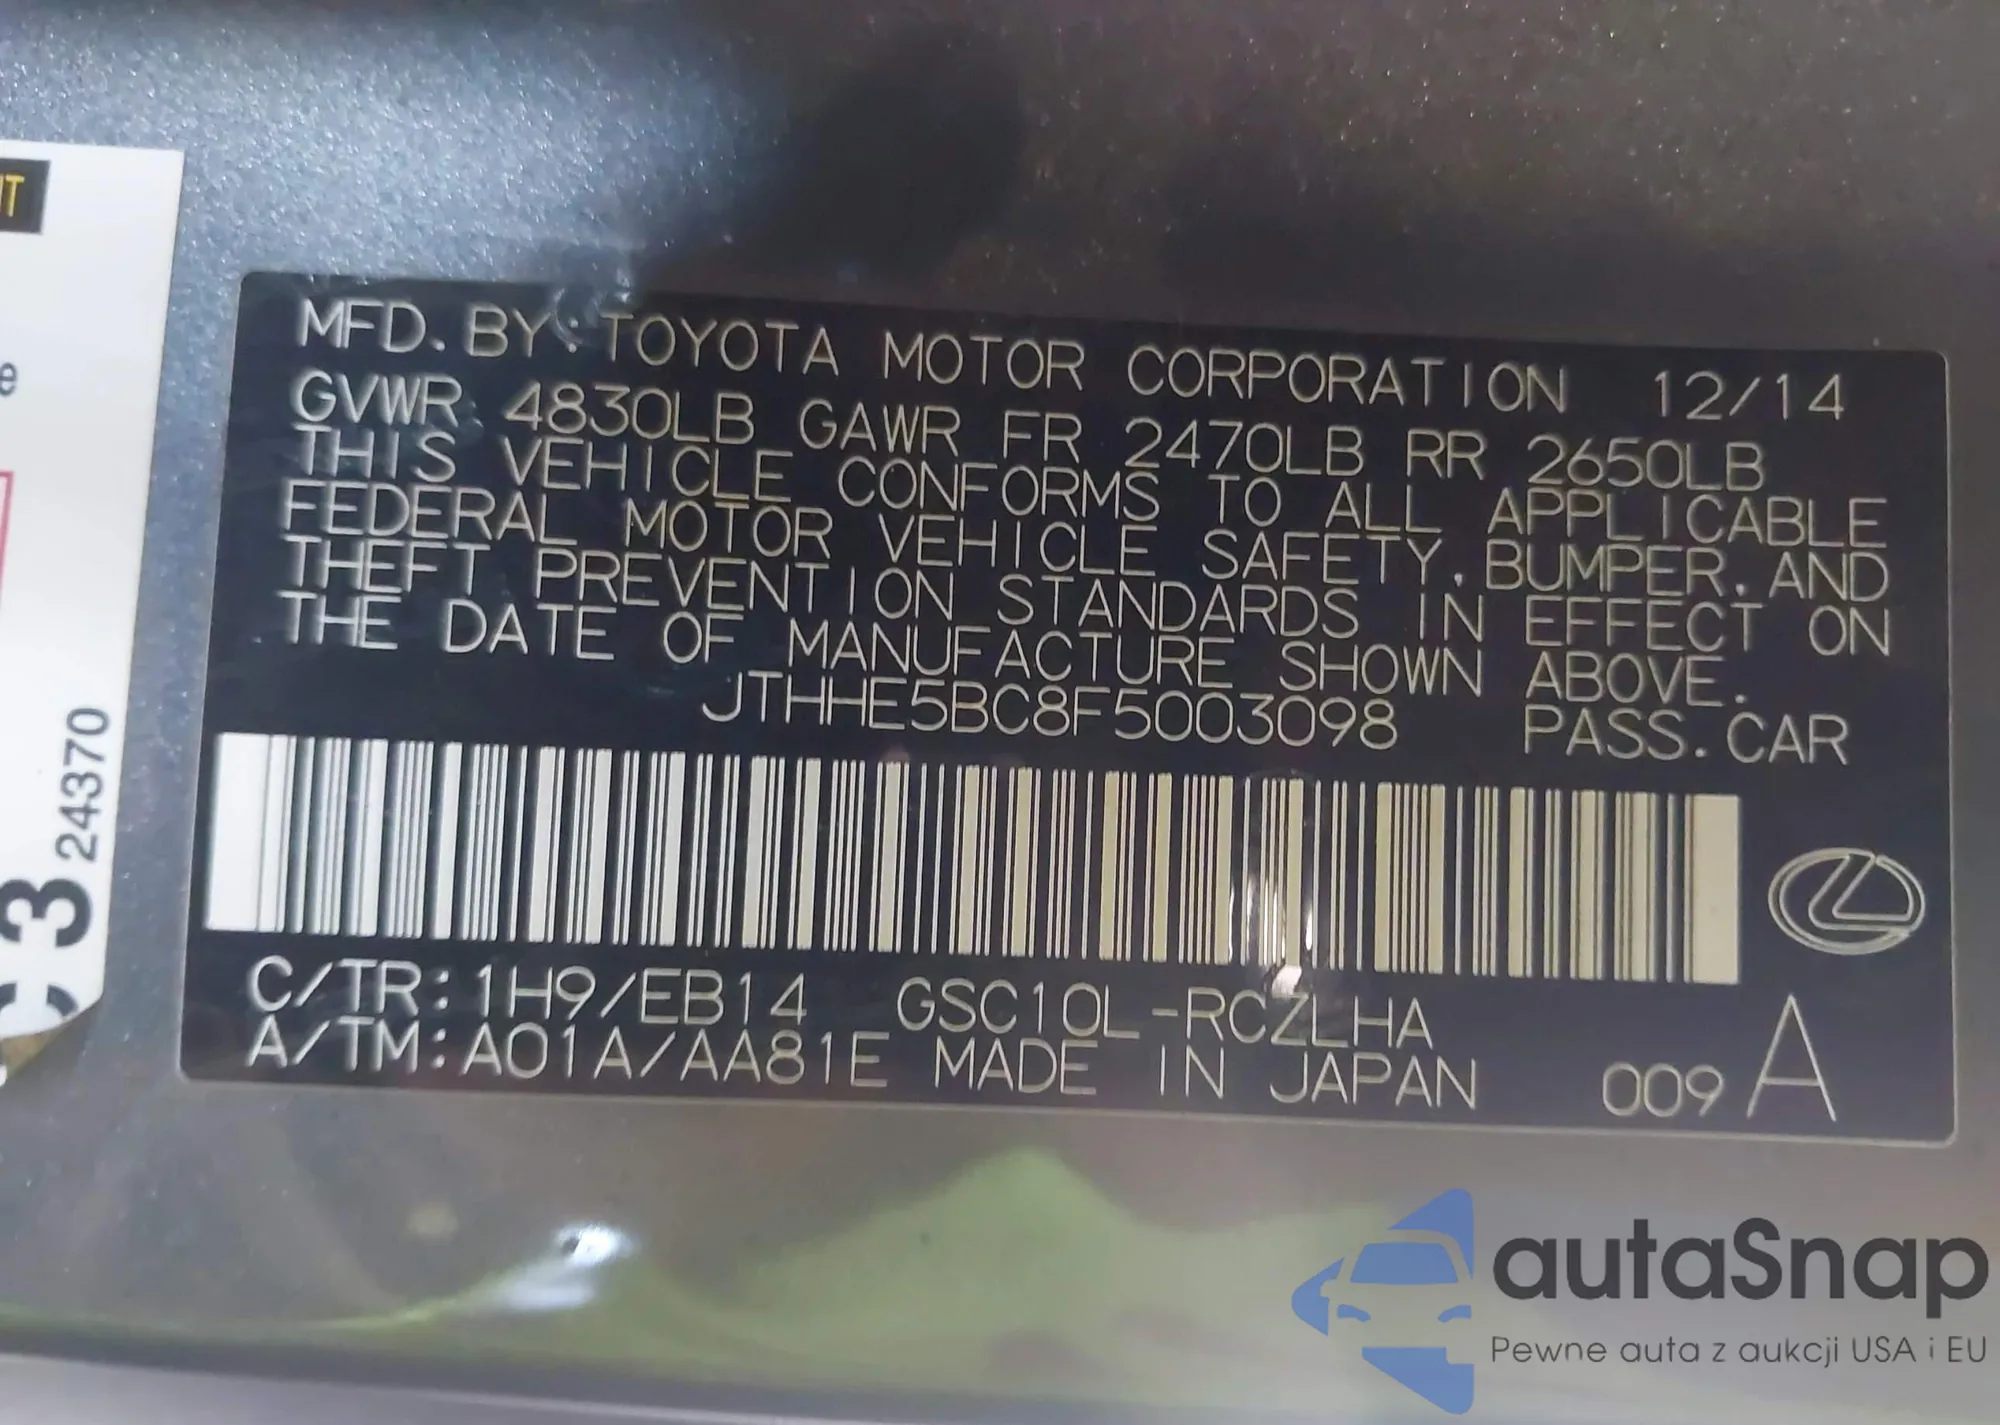 MFD. BY: TOYOTA MOTOR CORPORATION 12/14
GVWR 4830LB GAWR FR 2470LB RR 2650LB
THIS VEHICLE CONFORMS TO ALL APPLICABLE
FEDERAL MOTOR VEHICLE SAFETY, BUMPER, AND
THEFT PREVENTION STANDARDS IN EFFECT ON
THE DATE OF MANUFACTURE SHOWN ABOVE.
JTHHE5BC8F5003098 PASS. CAR
C/TR: 1H9/EB14 GSC10L-RCZLHA
A/TM: A01A/AA81E MADE IN JAPAN 009 A
24370
autaSnap
Pewne auta z aukcji USA i EU